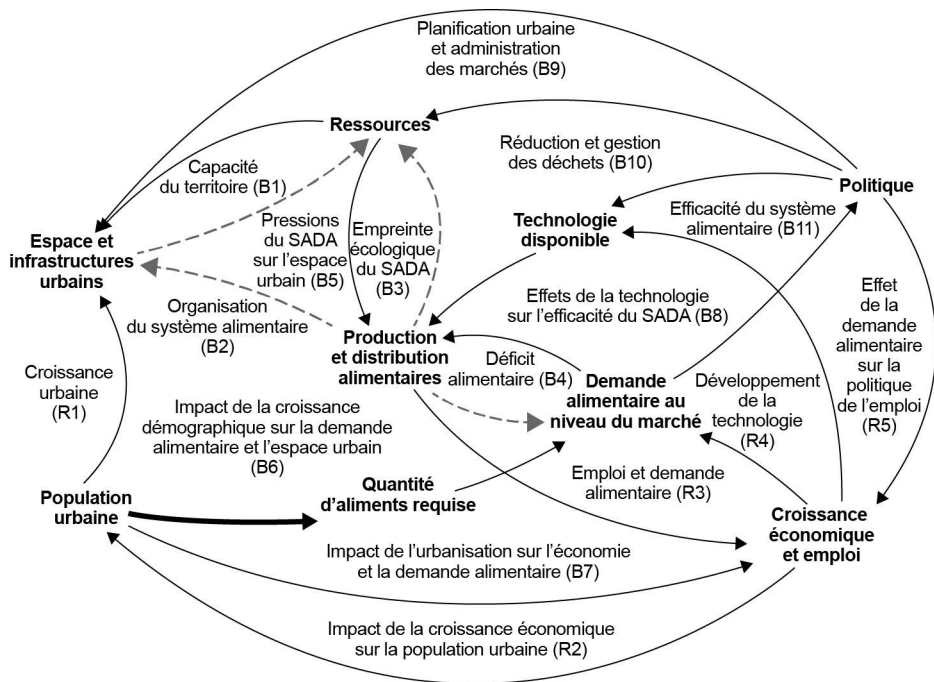 Planification urbaine
et administration
des marchés (B9)
Ressources
Réduction et gestion
des déchets (B10)
Capacité
du territoire (B1)
Politique
Espace et
infrastructures
urbains
Pressions
du SADA
sur l’espace
urbain (B5)
Empreinte
écologique
du SADA
(B3)
Technologie
disponible
Efficacité du système
alimentaire (B11)
Organisation
du système alimentaire
(B2)
Effets de la technologie
sur l’efficacité du SADA (B8)
Effet
de la
demande
alimentaire
sur la
politique
de l’emploi
(R5)
Production
et distribution
alimentaires
Déficit
alimentaire (B4)
Croissance
urbaine (R1)
Demande
alimentaire au
niveau du marché
Développement
de la
technologie
(R4)
Impact de la croissance
démographique sur la demande
alimentaire et l’espace urbain
(B6)
Emploi et demande
alimentaire (R3)
Population
urbaine
Quantité
d’aliments requise
Croissance
économique
et emploi
Impact de l’urbanisation sur l’économie
et la demande alimentaire (B7)
Impact de la croissance économique
sur la population urbaine (R2)